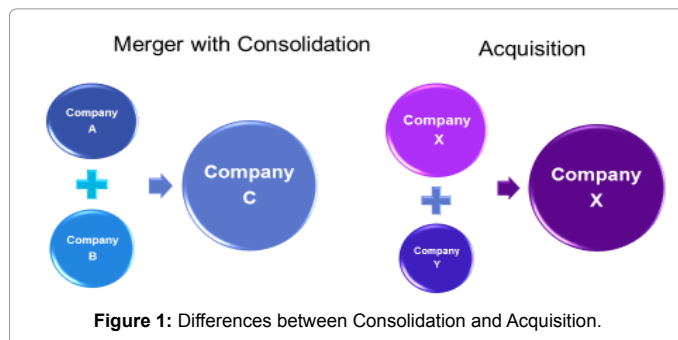 Merger with Consolidation
Acquisition
Company
A
Company
B
Company
C
Company
X
Company
Y
Company
X
Figure 1: Differences between Consolidation and Acquisition.